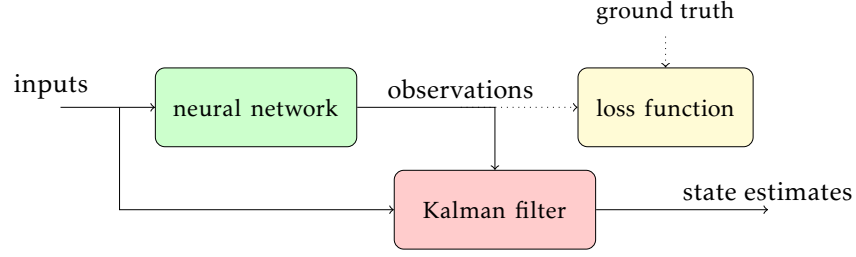 ground truth
inputs
neural network
observations
loss function
Kalman filter
state estimates